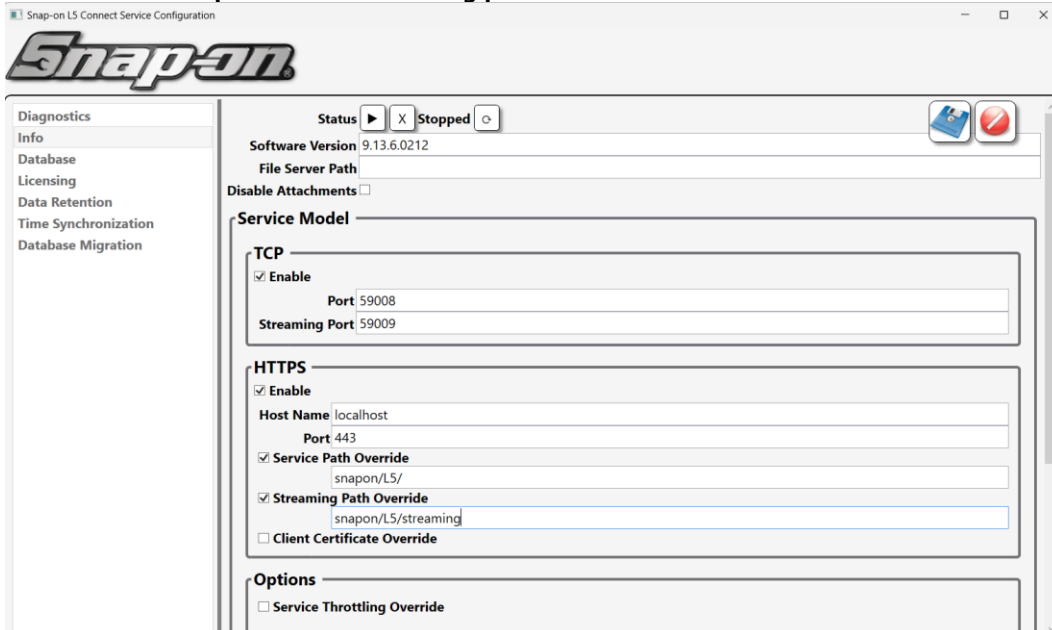 Snap-on L5 Connect Service Configuration
Snap-on
Diagnostics
Info
Database
Licensing
Data Retention
Time Synchronization
Database Migration
Status X Stopped
Software Version 9.13.6.0212
File Server Path
Disable Attachments
Service Model
TCP
Enable
Port 59008
Streaming Port 59009
HTTPS
Enable
Host Name localhost
Port 443
Service Path Override
snapon/L5/
Streaming Path Override
snapon/L5/streaming
Client Certificate Override
Options
Service Throttling Override